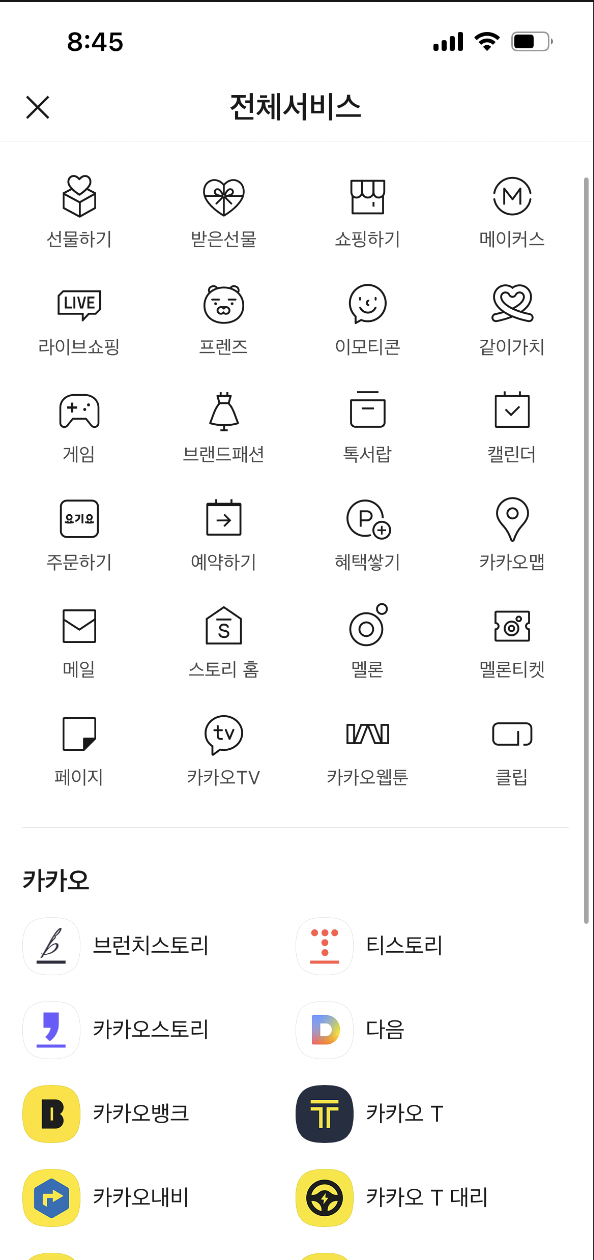 8:45
전체서비스
선물하기 받은선물 쇼핑하기 메이커스
LIVE
라이브쇼핑 프렌즈 이모티콘 같이가치
게임 브랜드패션 톡서랍 캘린더
요기요 P
주문하기 예약하기 혜택쌓기 카카오맵
S
메일 스토리 홈 멜론 멜론티켓
tv
페이지 카카오TV 카카오웹툰 클립
카카오
브런치스토리 티스토리
카카오스토리 다음
카카오뱅크 카카오 T
카카오내비 카카오 T 대리